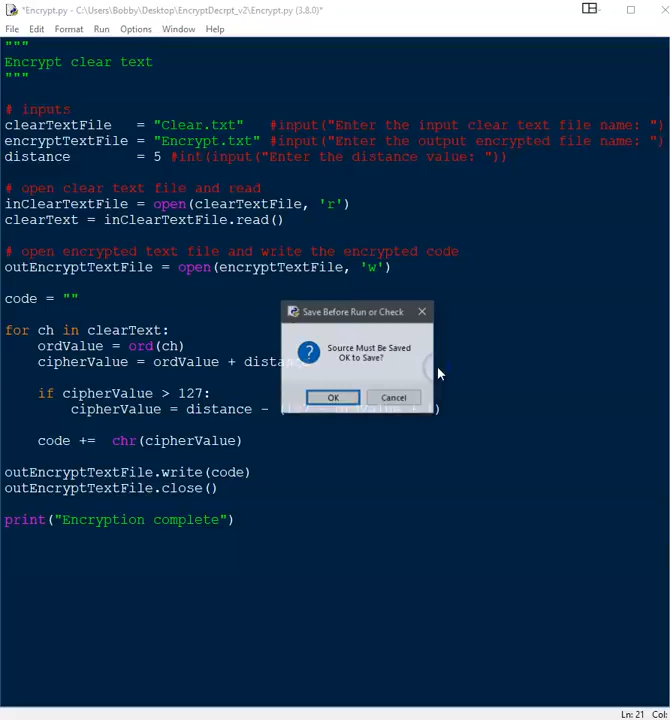 *Encrypt.py - C:\Users\Bobby\Desktop\EncryptDecrpt_v2\Encrypt.py (3.8.0)*
File Edit Format Run Options Window Help
"""
Encrypt clear text
"""
# inputs
clearTextFile   = "Clear.txt"   #input("Enter the input clear text file name: ")
encryptTextFile = "Encrypt.txt" #input("Enter the output encrypted file name: ")
distance        = 5 #int(input("Enter the distance value: "))
# open clear text file and read
inClearTextFile = open(clearTextFile, 'r')
clearText = inClearTextFile.read()
# open encrypted text file and write the encrypted code
outEncryptTextFile = open(encryptTextFile, 'w')
code = ""
for ch in clearText:
    ordValue = ord(ch)
    cipherValue = ordValue + distance
    if cipherValue > 127:
        cipherValue = distance -
    code +=  chr(cipherValue)
outEncryptTextFile.write(code)
outEncryptTextFile.close()
print("Encryption complete")
Save Before Run or Check
Source Must Be Saved
OK to Save?
OK Cancel
Ln: 21 Col: